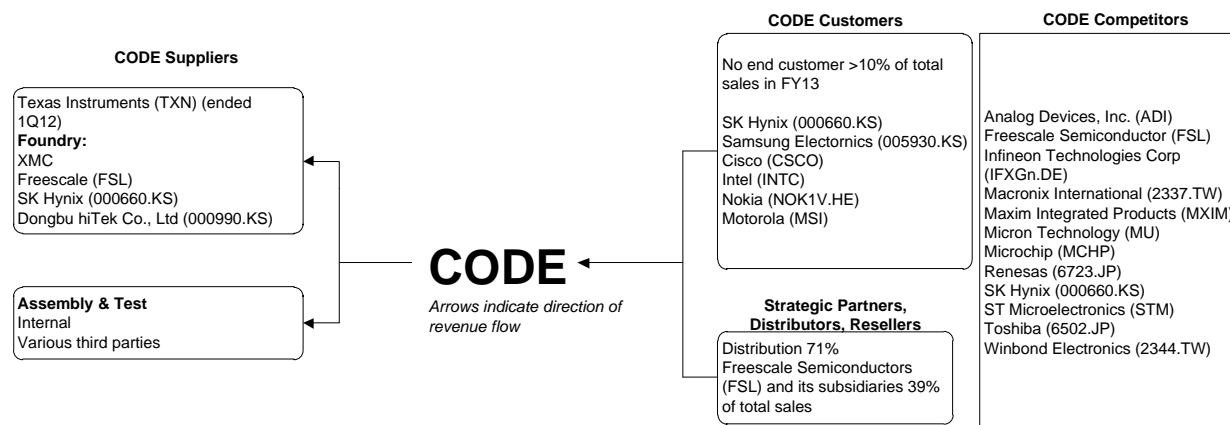 CODE Suppliers
Texas Instruments (TXN) (ended
1Q12)
Foundry:
XMC
Freescale (FSL)
SK Hynix (000660.KS)
Dongbu hiTek Co., Ltd (000990.KS)
Assembly & Test
Internal
Various third parties
CODE
Arrows indicate direction of
revenue flow
CODE Customers
No end customer >10% of total
sales in FY13
SK Hynix (000660.KS)
Samsung Electornics (005930.KS)
Cisco (CSCO)
Intel (INTC)
Nokia (NOK1V.HE)
Motorola (MSI)
Strategic Partners,
Distributors, Resellers
Distribution 71%
Freescale Semiconductors
(FSL) and its subsidiaries 39%
of total sales
CODE Competitors
Analog Devices, Inc. (ADI)
Freescale Semiconductor (FSL)
Infineon Technologies Corp
(IFXGn.DE)
Macronix International (2337.TW)
Maxim Integrated Products (MXIM)
Micron Technology (MU)
Microchip (MCHP)
Renesas (6723.JP)
SK Hynix (000660.KS)
ST Microelectronics (STM)
Toshiba (6502.JP)
Winbond Electronics (2344.TW)